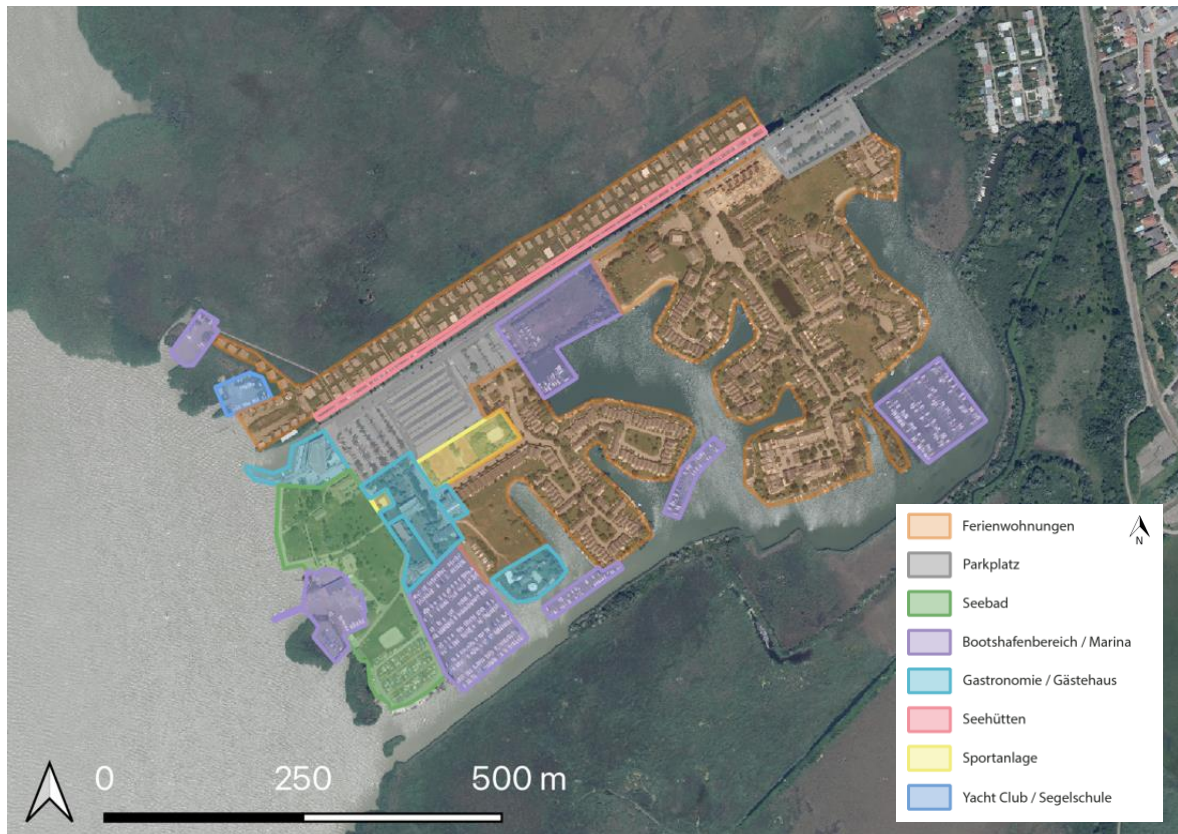 Ferienwohnungen
N
Parkplatz
Seebad
Bootshafenbereich / Marina
Gastronomie / Gästehaus
Seehütten
Sportanlage
Yacht Club / Segelschule
0 250 500 m